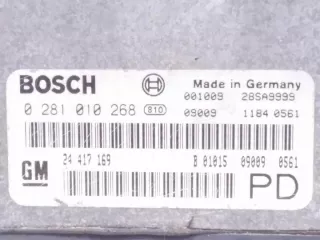 BOSCH Made in Germany
001009 28SA9999
0 281 010 268 810 09009 1184 0561
GM 24 417 169 B 01015 09009 0561
PD